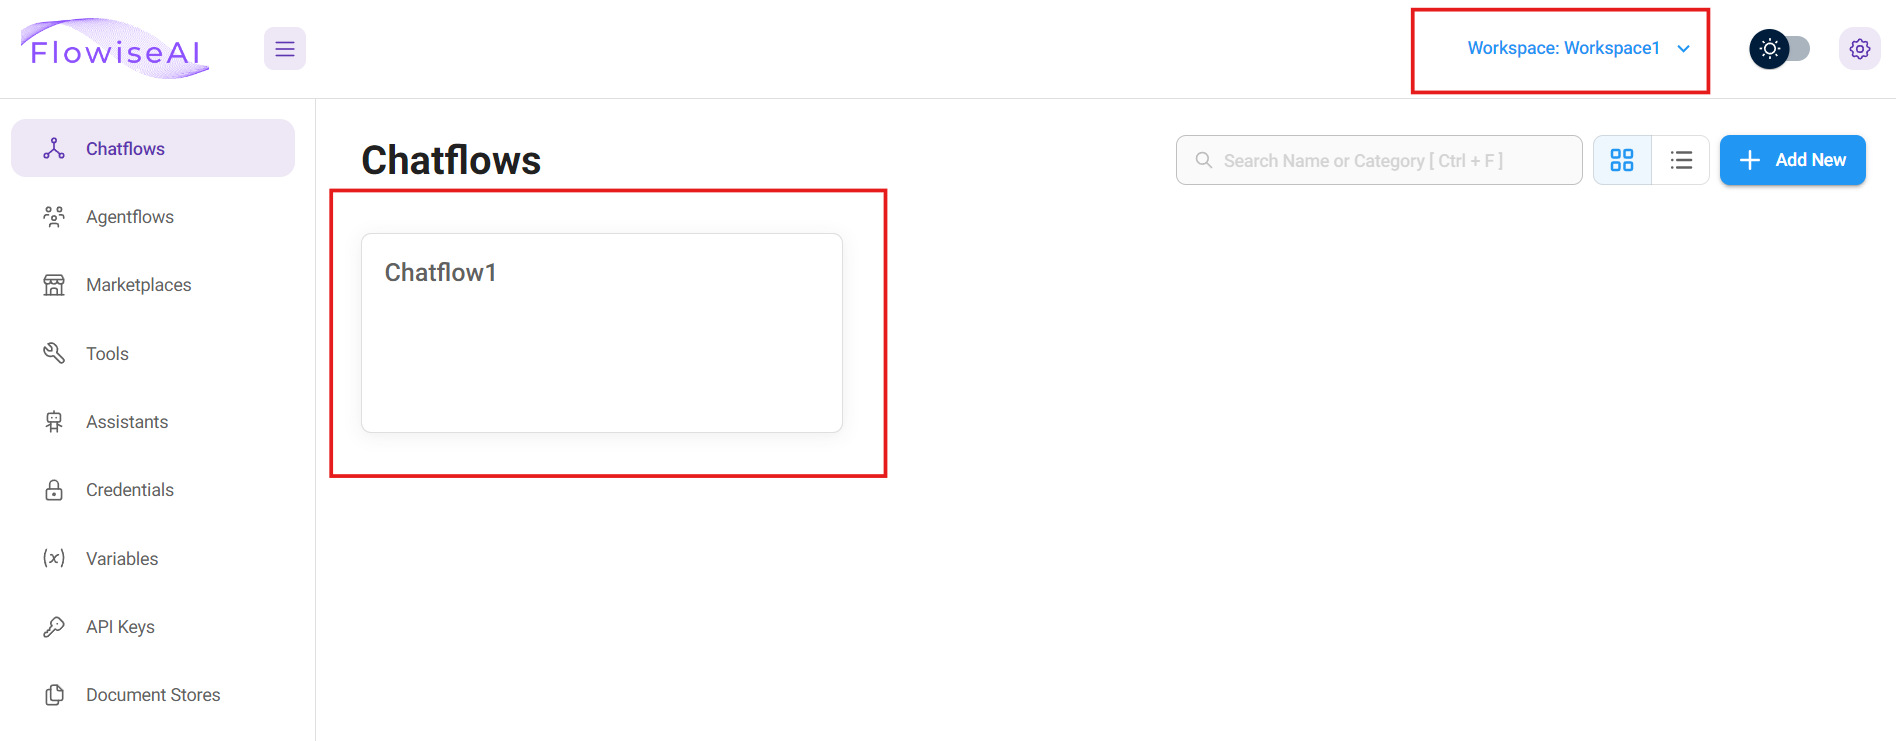 FlowiseAI
Workspace: Workspace1
Chatflows
Agentflows
Marketplaces
Tools
Assistants
Credentials
(x) Variables
API Keys
Document Stores
Chatflows
Search Name or Category [ Ctrl + F ]
Add New
Chatflow1